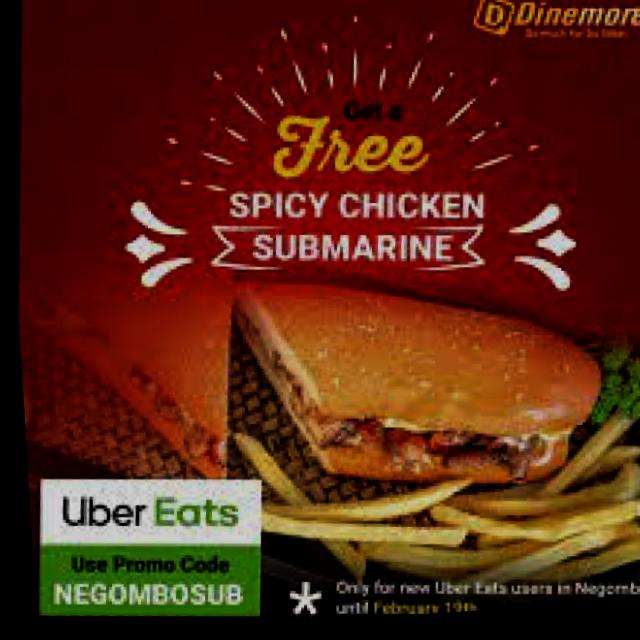 Dinemore
Get a
Free
SPICY CHICKEN
SUBMARINE
Uber Eats
Use Promo Code
NEGOMBOSUB
* Only for new Uber Eats users in Negombo
until February 19th